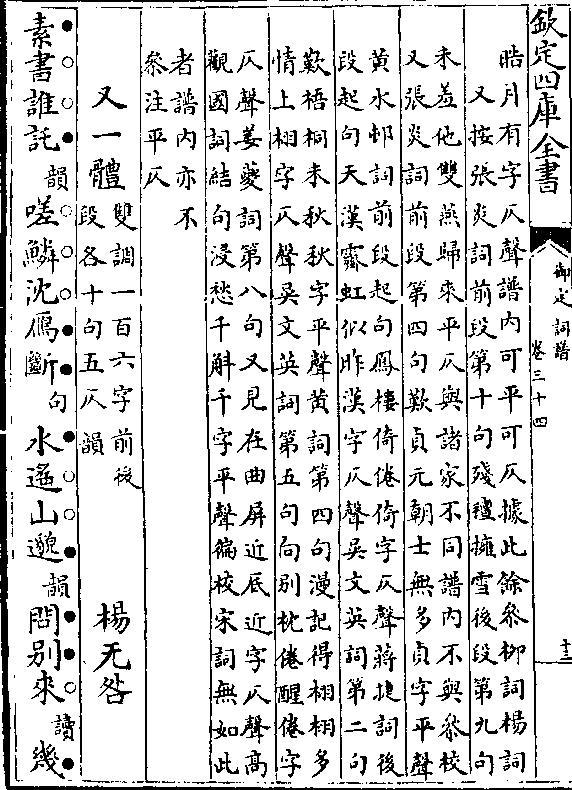 欽定四庫全書
御定詞譜
卷三十四
十三
皓月有字仄聲譜内可平可仄據此餘參柳詞楊詞
又按張炎詞前段第十句殘氊擁雪後段第九句
未羞他雙燕歸來平仄與諸家不同譜内不與參校
又張炎詞前段第四句歎貞元朝士無多貞字平聲
黄水邨詞前段起句鳳棲倚倦倚字仄聲蔣捷詞後
段起句天漢霽虹似昨漢字仄聲吳文英詞第二句
歎梧桐未秋秋字平聲黄詞第四句漫記得栩栩多
情上栩字仄聲吳文英詞第五句向别枕倦醒倦字
仄聲姜夔詞第八句又見在曲屏近底近字仄聲高
觀國詞結句浸愁千斛千字平聲徧校宋詞無如此
者譜内亦不
參注平仄
又一體 雙調一百六字前後
段各十句五仄韻 楊无咎
素書誰託韻嗟鱗沈鴈斷句水遙山邈韻問别來讀幾